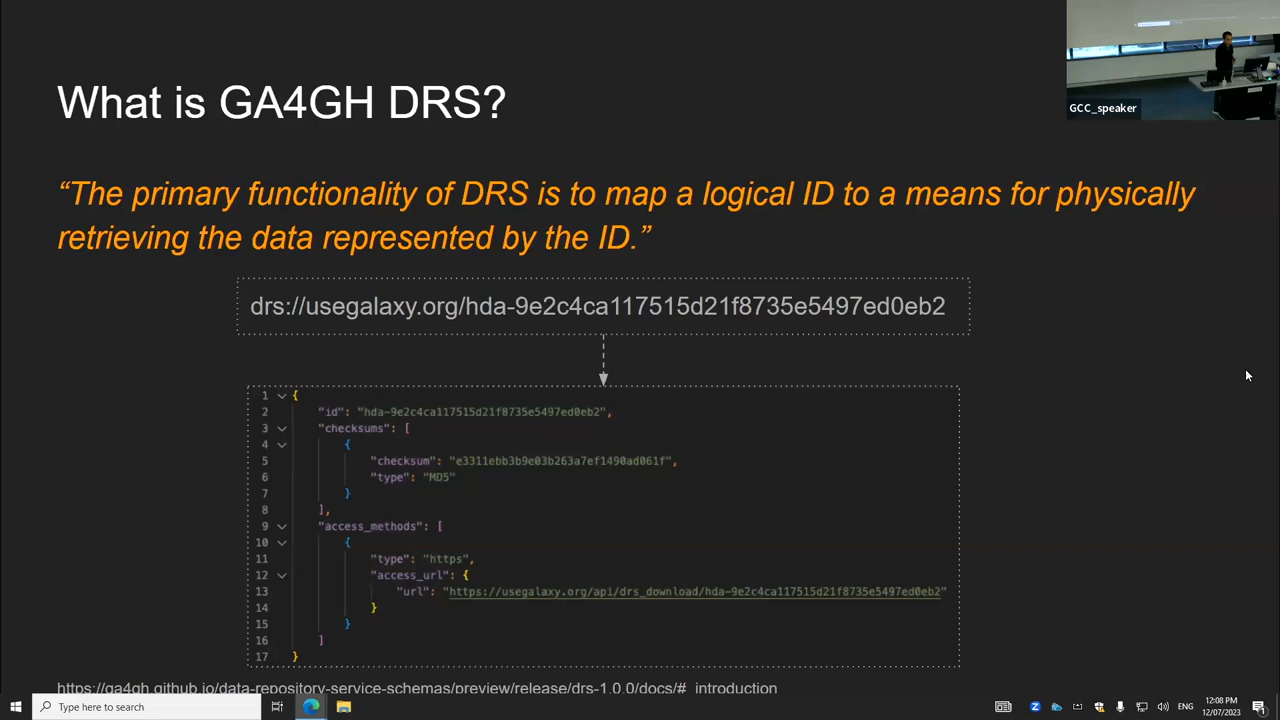 What is GA4GH DRS?
GCC_speaker
“The primary functionality of DRS is to map a logical ID to a means for physically
retrieving the data represented by the ID.”
drs://usegalaxy.org/hda-9e2c4ca117515d21f8735e5497ed0eb2
1 {
2 "id": "hda-9e2c4ca117515d21f8735e5497ed0eb2",
3 "checksums": [
4 {
5 "checksum": "e3311ebb3b9e03b263a7ef1490ad061f",
6 "type": "MD5"
7 }
8 ],
9 "access_methods": [
10 {
11 "type": "https",
12 "access_url": {
13 "url": "https://usegalaxy.org/api/drs_download/hda-9e2c4ca117515d21f8735e5497ed0eb2"
14 }
15 }
16 ]
17 }
https://ga4gh.github.io/data-repository-service-schemas/preview/release/drs-1.0.0/docs/#_introduction
Type here to search
ENG
12:08 PM
12/07/2023